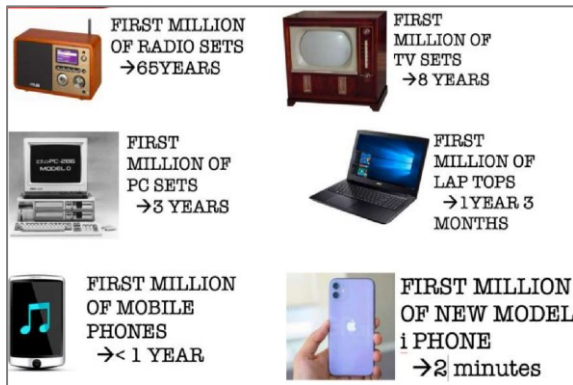 FIRST MILLION
OF RADIO SETS
→65YEARS
FIRST
MILLION OF
TV SETS
→8 YEARS
FIRST
MILLION OF
PC SETS
→3 YEARS
FIRST
MILLION OF
LAP TOPS
→1YEAR 3
MONTHS
FIRST MILLION
OF MOBILE
PHONES
→< 1 YEAR
FIRST MILLION
OF NEW MODEL
i PHONE
→2 minutes